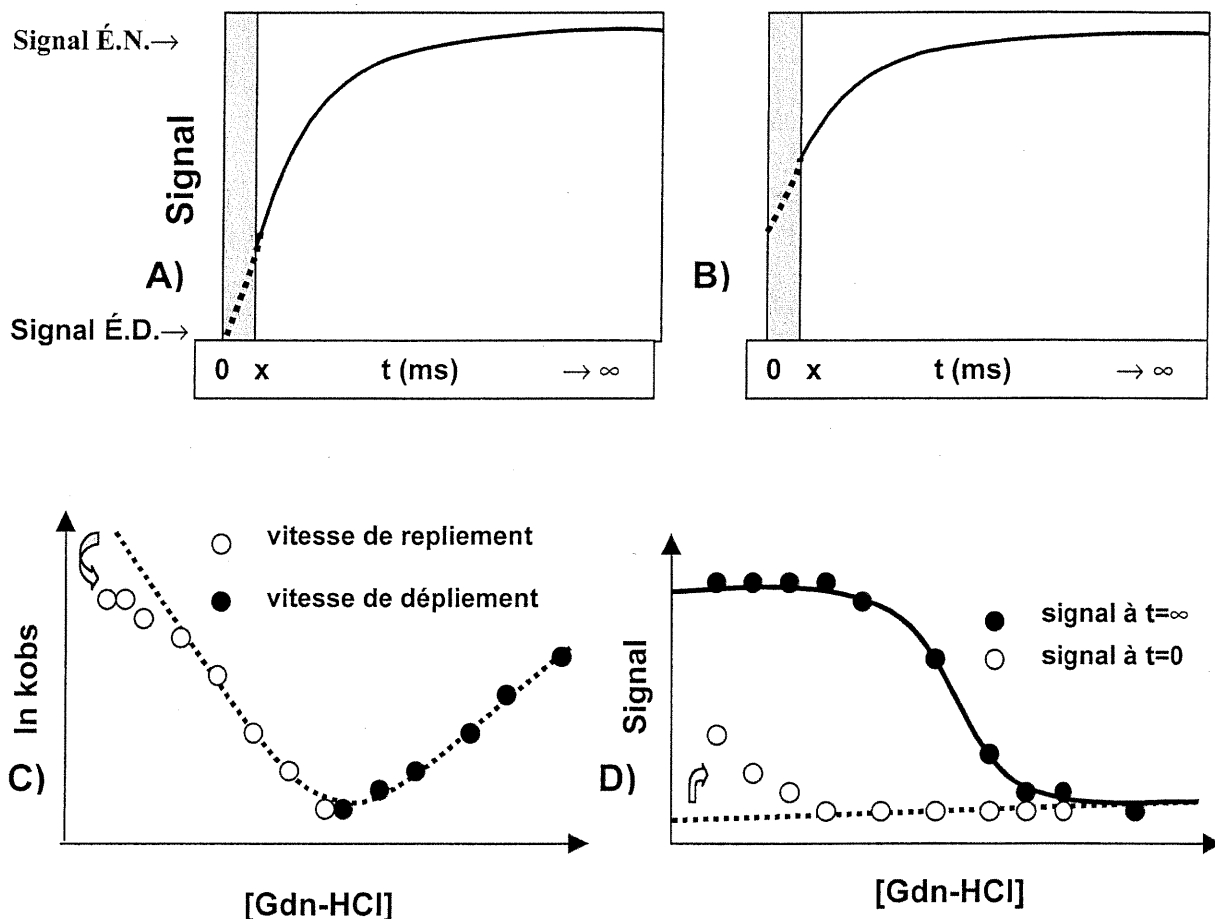 Signal É.N.→
Signal
A)
Signal É.D.→
0 x t (ms) → ∞
B)
0 x t (ms) → ∞
vitesse de repliement
vitesse de dépliement
ln kobs
C)
[Gdn-HCl]
signal à t=∞
signal à t=0
Signal
D)
[Gdn-HCl]